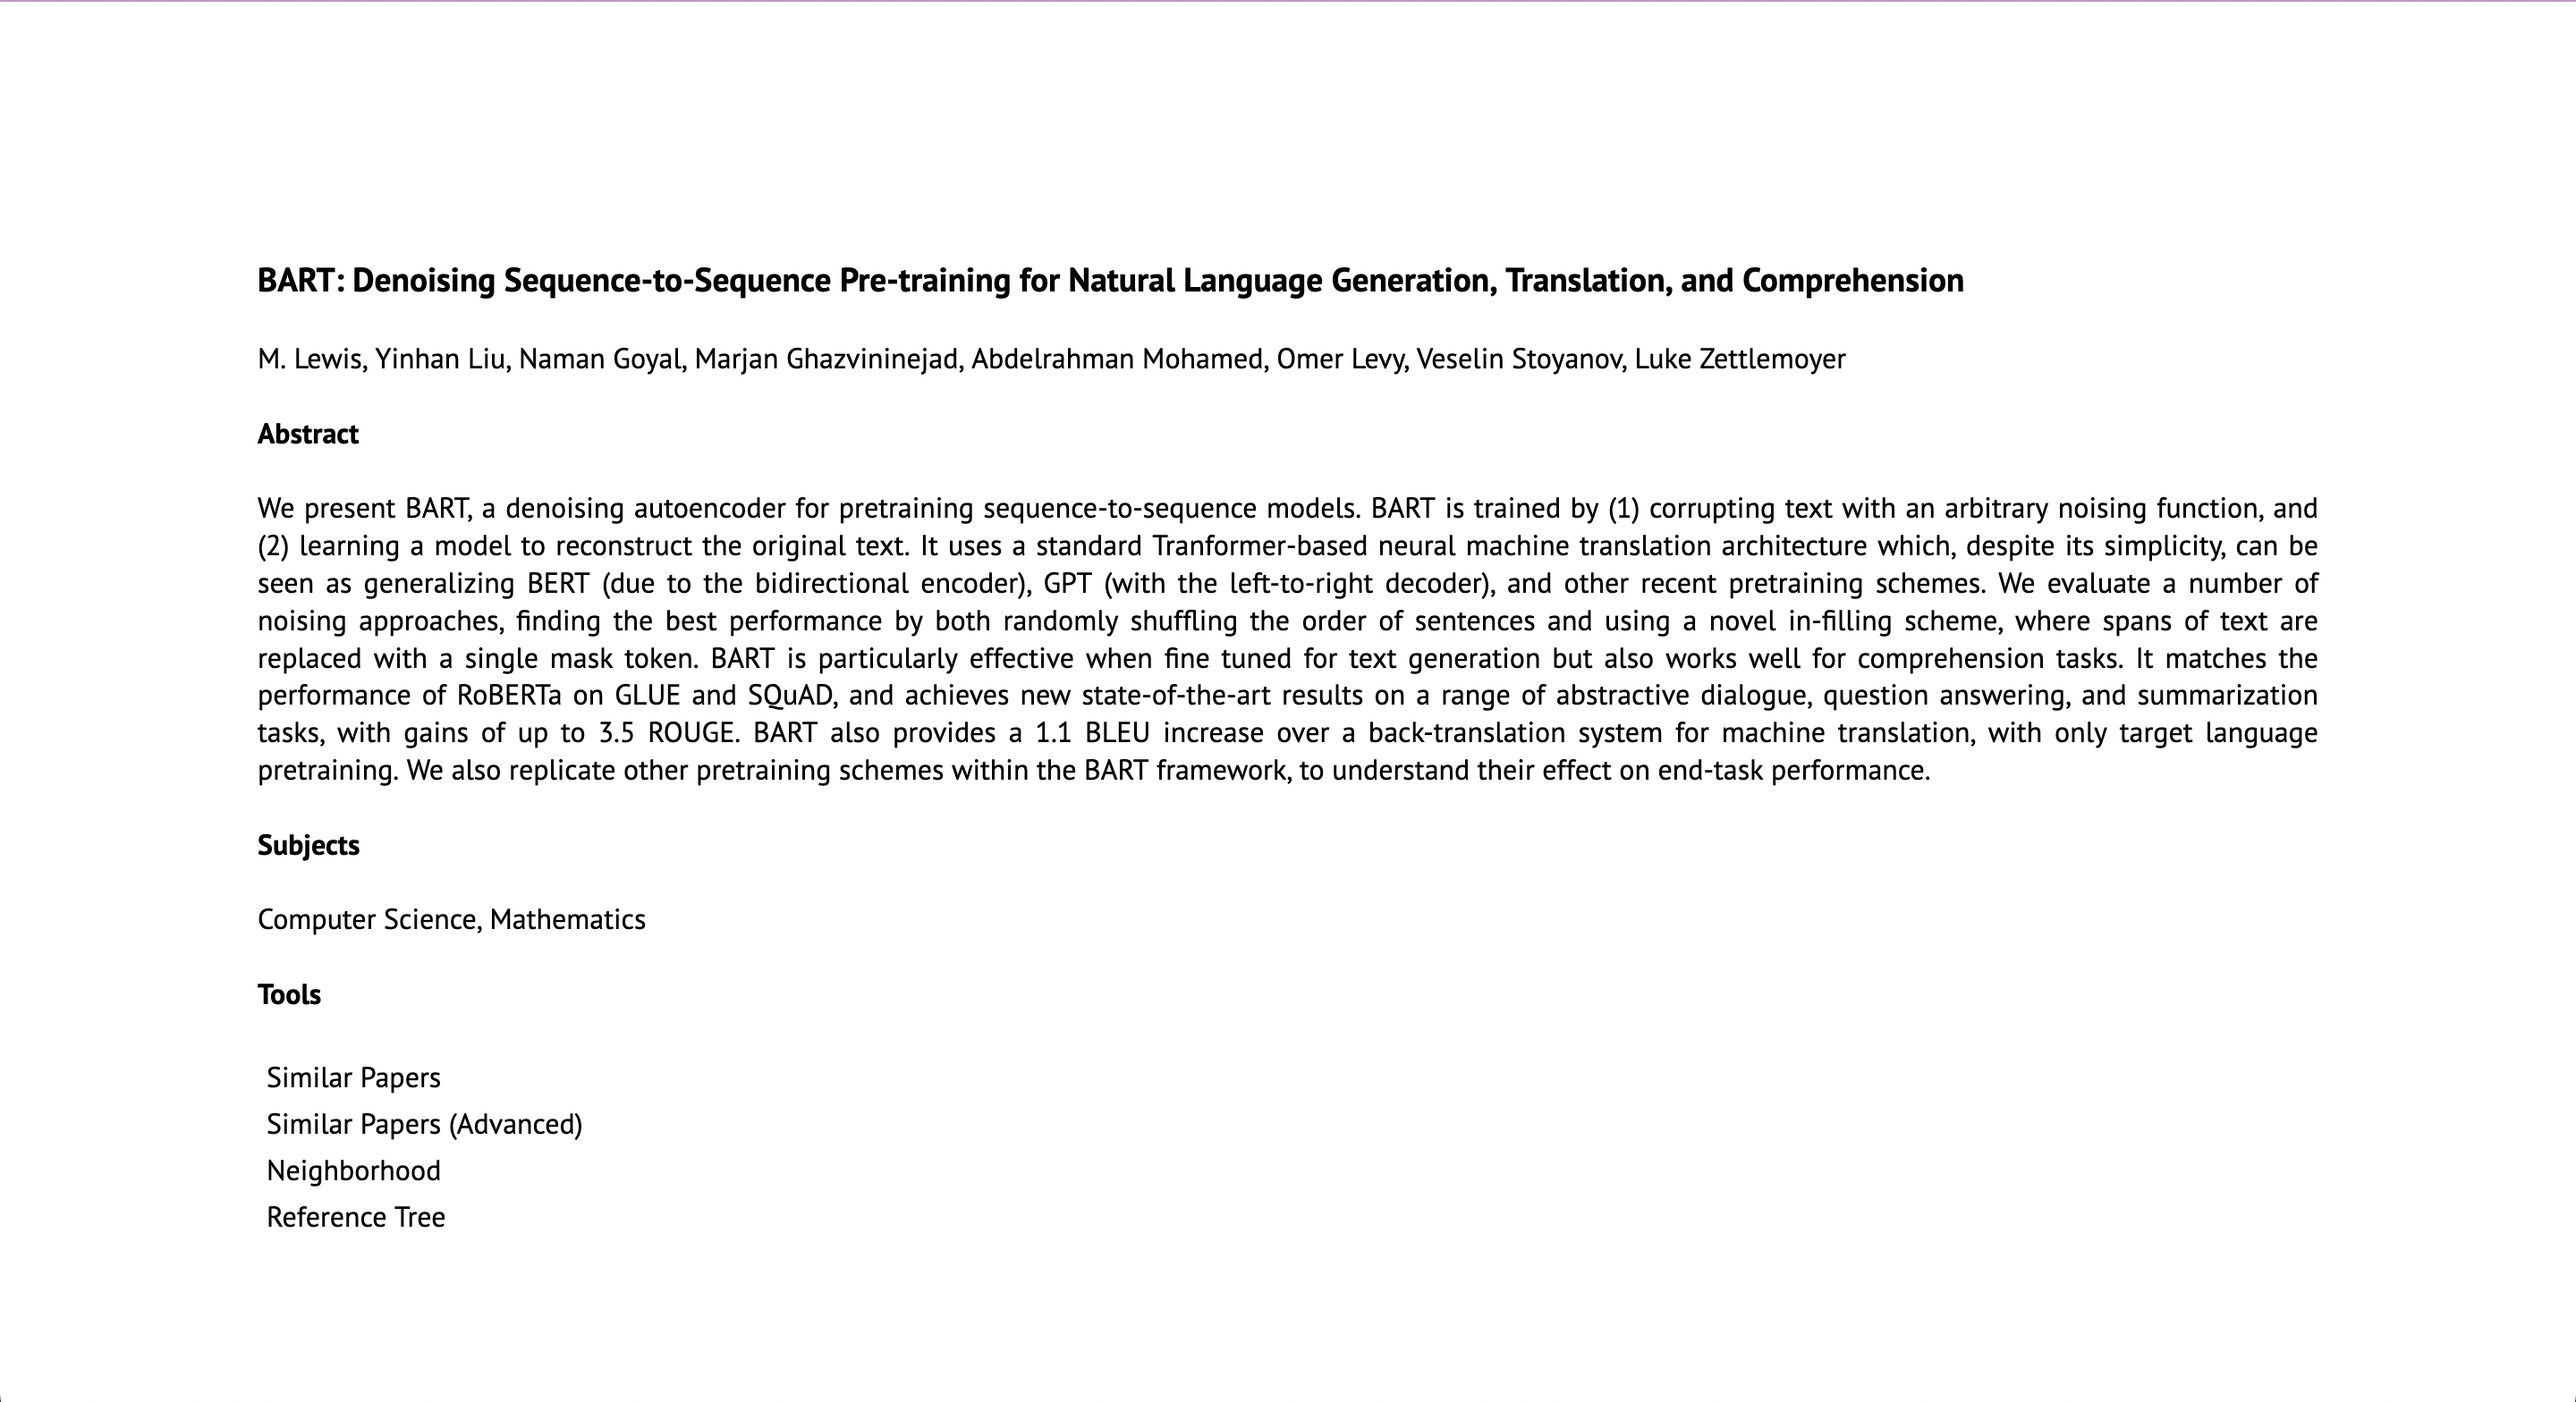 BART: Denoising Sequence-to-Sequence Pre-training for Natural Language Generation, Translation, and Comprehension
M. Lewis, Yinhan Liu, Naman Goyal, Marjan Ghazvininejad, Abdelrahman Mohamed, Omer Levy, Veselin Stoyanov, Luke Zettlemoyer
Abstract
We present BART, a denoising autoencoder for pretraining sequence-to-sequence models. BART is trained by (1) corrupting text with an arbitrary noising function, and
(2) learning a model to reconstruct the original text. It uses a standard Tranformer-based neural machine translation architecture which, despite its simplicity, can be
seen as generalizing BERT (due to the bidirectional encoder), GPT (with the left-to-right decoder), and other recent pretraining schemes. We evaluate a number of
noising approaches, finding the best performance by both randomly shuffling the order of sentences and using a novel in-filling scheme, where spans of text are
replaced with a single mask token. BART is particularly effective when fine tuned for text generation but also works well for comprehension tasks. It matches the
performance of RoBERTa on GLUE and SQuAD, and achieves new state-of-the-art results on a range of abstractive dialogue, question answering, and summarization
tasks, with gains of up to 3.5 ROUGE. BART also provides a 1.1 BLEU increase over a back-translation system for machine translation, with only target language
pretraining. We also replicate other pretraining schemes within the BART framework, to understand their effect on end-task performance.
Subjects
Computer Science, Mathematics
Tools
Similar Papers
Similar Papers (Advanced)
Neighborhood
Reference Tree